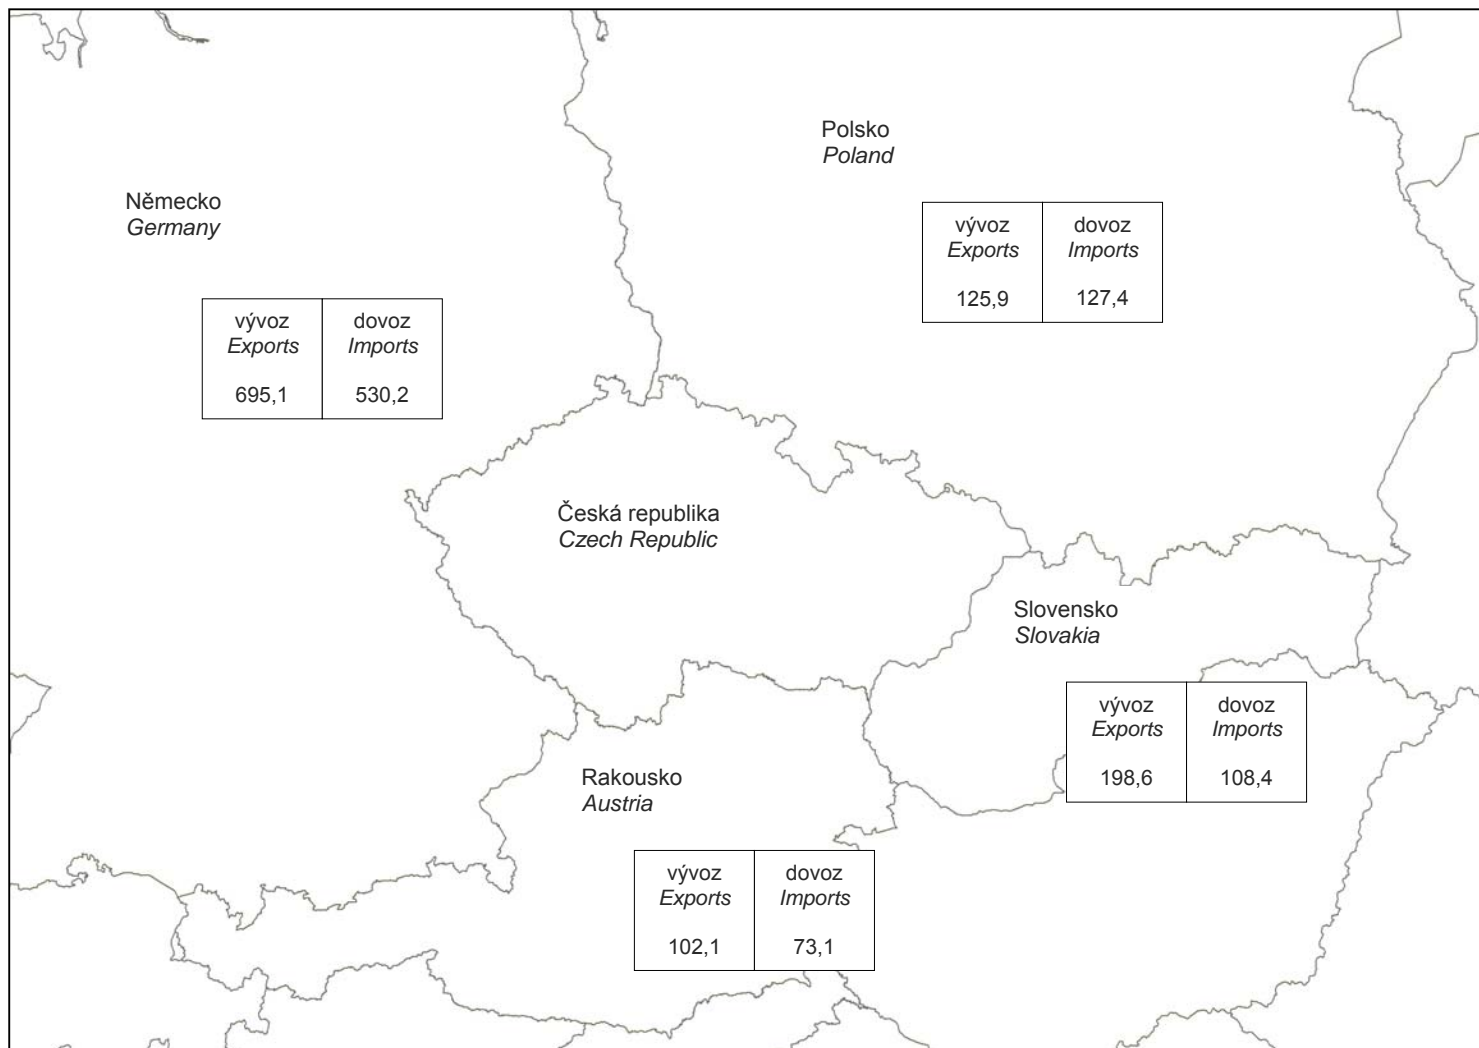 Polsko
Poland
vývoz
Exports
125,9
dovoz
Imports
127,4
Německo
Germany
vývoz
Exports
695,1
dovoz
Imports
530,2
Česká republika
Czech Republic
Slovensko
Slovakia
vývoz
Exports
198,6
dovoz
Imports
108,4
Rakousko
Austria
vývoz
Exports
102,1
dovoz
Imports
73,1